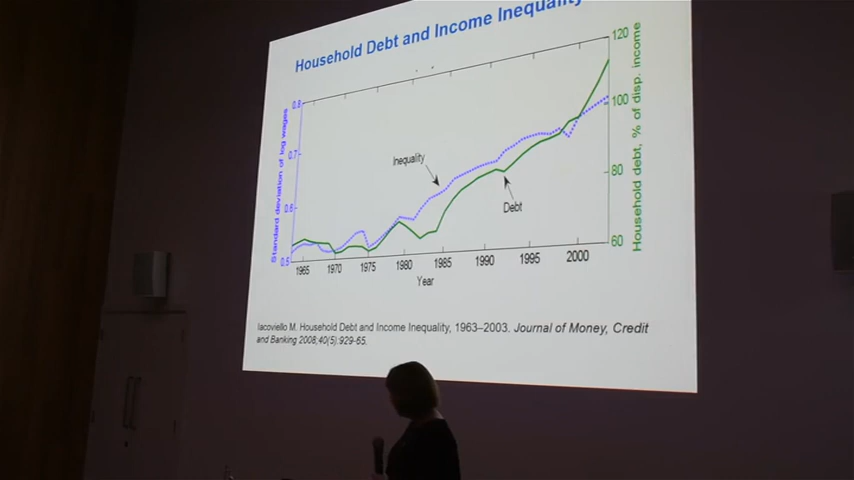 Household Debt and Income Inequality
120
100
80
60
Household debt, % of disp. income
0.8
0.7
0.6
0.5
Standard deviation of log wages
Inequality
Debt
1965 1970 1975 1980 1985 1990 1995 2000
Year
Iacoviello M. Household Debt and Income Inequality, 1963–2003. Journal of Money, Credit
and Banking 2008;40(5):929-65.